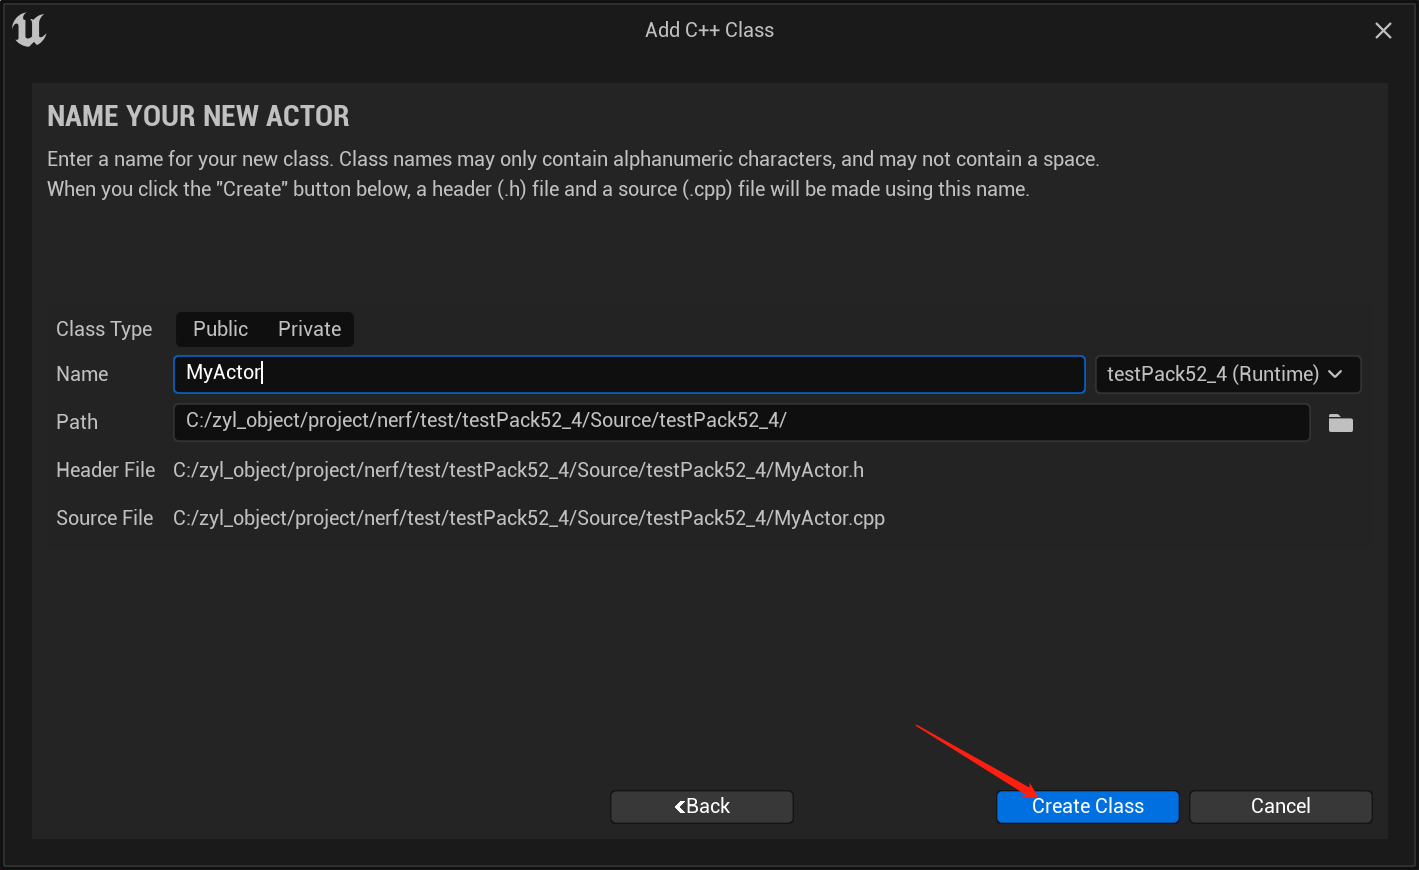 Add C++ Class
NAME YOUR NEW ACTOR
Enter a name for your new class. Class names may only contain alphanumeric characters, and may not contain a space.
When you click the "Create" button below, a header (.h) file and a source (.cpp) file will be made using this name.
Class Type Public Private
Name MyActor testPack52_4 (Runtime)
Path C:/zyl_object/project/nerf/test/testPack52_4/Source/testPack52_4/
Header File C:/zyl_object/project/nerf/test/testPack52_4/Source/testPack52_4/MyActor.h
Source File C:/zyl_object/project/nerf/test/testPack52_4/Source/testPack52_4/MyActor.cpp
Back Create Class Cancel